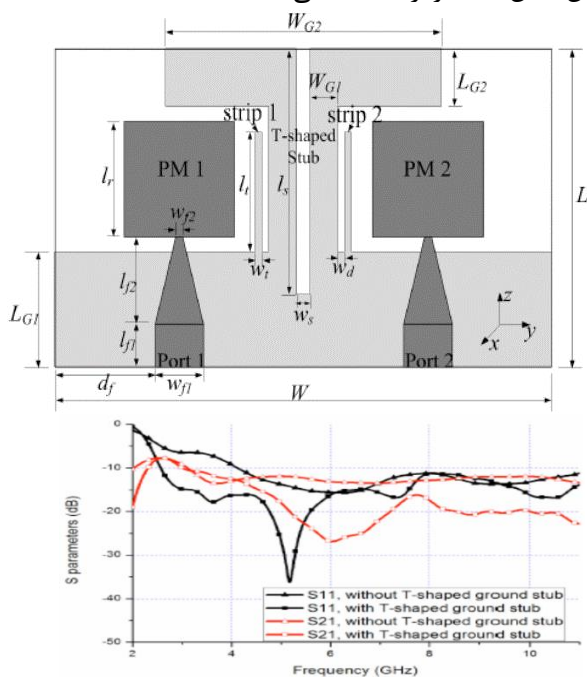 W_G2
W_G1
L_G2
strip 1
strip 2
T-shaped
Stub
PM 1
PM 2
l_r
l_t
l_s
L
w_f2
l_f2
w_t
w_d
w_s
L_G1
l_f1
z
y
x
Port 1
Port 2
d_f
w_f1
W
0
-10
-20
-30
-40
-50
S parameters (dB)
S11, without T-shaped ground stub
S11, with T-shaped ground stub
S21, without T-shaped ground stub
S21, with T-shaped ground stub
2 4 6 8 10
Frequency (GHz)